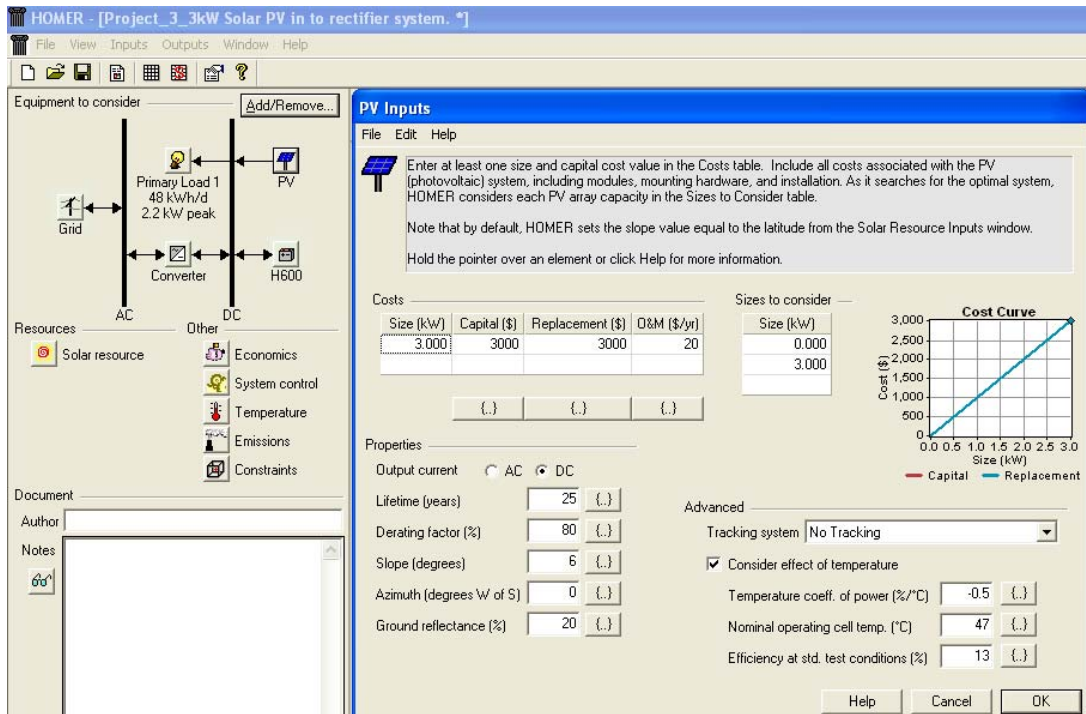 HOMER - [Project_3_3kW Solar PV in to rectifier system. *]
File View Inputs Outputs Window Help
Equipment to consider
Add/Remove...
Primary Load 1
48 kWh/d
2.2 kW peak
PV
Grid
Converter
H600
AC
DC
Resources
Other
Solar resource
Economics
System control
Temperature
Emissions
Constraints
Document
Author
Notes
PV Inputs
File Edit Help
Enter at least one size and capital cost value in the Costs table. Include all costs associated with the PV
(photovoltaic) system, including modules, mounting hardware, and installation. As it searches for the optimal system,
HOMER considers each PV array capacity in the Sizes to Consider table.
Note that by default, HOMER sets the slope value equal to the latitude from the Solar Resource Inputs window.
Hold the pointer over an element or click Help for more information.
Costs
Size (kW) Capital ($) Replacement ($) O&M ($/yr)
3.000 3000 3000 20
{..} {..} {..}
Sizes to consider
Size (kW)
0.000
3.000
Cost Curve
Cost ($)
3,000
2,500
2,000
1,500
1,000
500
0
0.0 0.5 1.0 1.5 2.0 2.5 3.0
Size (kW)
Capital Replacement
Properties
Output current AC DC
Lifetime (years) 25 {..}
Derating factor (%) 80 {..}
Slope (degrees) 6 {..}
Azimuth (degrees W of S) 0 {..}
Ground reflectance (%) 20 {..}
Advanced
Tracking system No Tracking
Consider effect of temperature
Temperature coeff. of power (%/°C) -0.5 {..}
Nominal operating cell temp. (°C) 47 {..}
Efficiency at std. test conditions (%) 13 {..}
Help Cancel OK